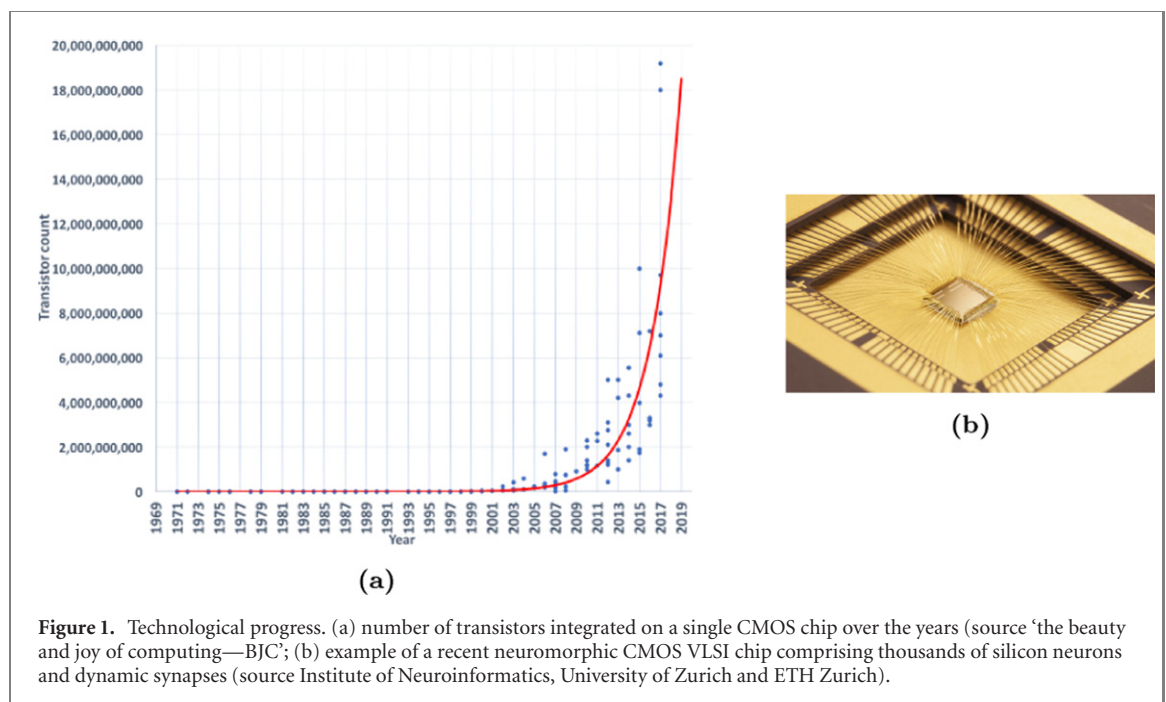 20,000,000,000
18,000,000,000
16,000,000,000
14,000,000,000
12,000,000,000
10,000,000,000
8,000,000,000
6,000,000,000
4,000,000,000
2,000,000,000
0
Transistor count
1969 1971 1973 1975 1977 1979 1981 1983 1985 1987 1989 1991 1993 1995 1997 1999 2001 2003 2005 2007 2009 2011 2013 2015 2017 2019
Year
(a)
(b)
Figure 1. Technological progress. (a) number of transistors integrated on a single CMOS chip over the years (source ‘the beauty
and joy of computing—BJC’; (b) example of a recent neuromorphic CMOS VLSI chip comprising thousands of silicon neurons
and dynamic synapses (source Institute of Neuroinformatics, University of Zurich and ETH Zurich).